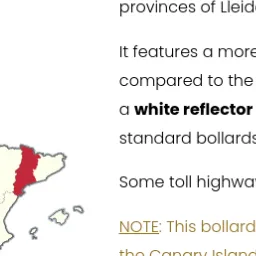 provinces of Lleid
It features a more
compared to the
a white reflector
standard bollards
Some toll highwa
NOTE: This bollard
the Canary Island